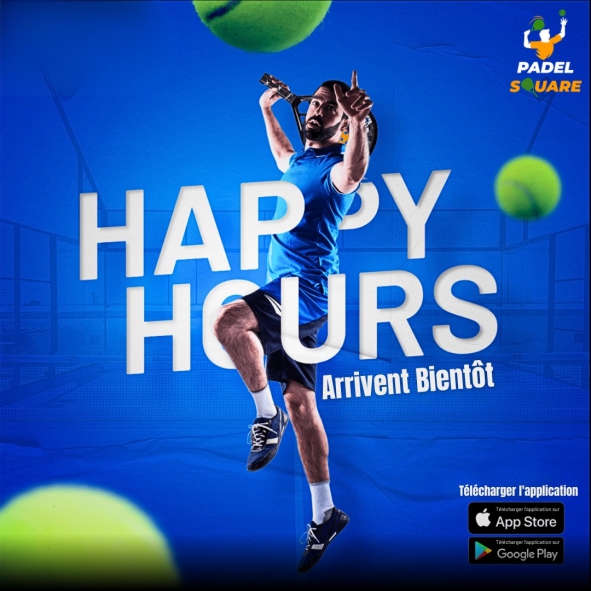 PADEL
SQUARE
HAPPY
HOURS
Arrivent Bientôt
Télécharger l'application
Télécharger l'application sur
App Store
Télécharger l'application sur
Google Play